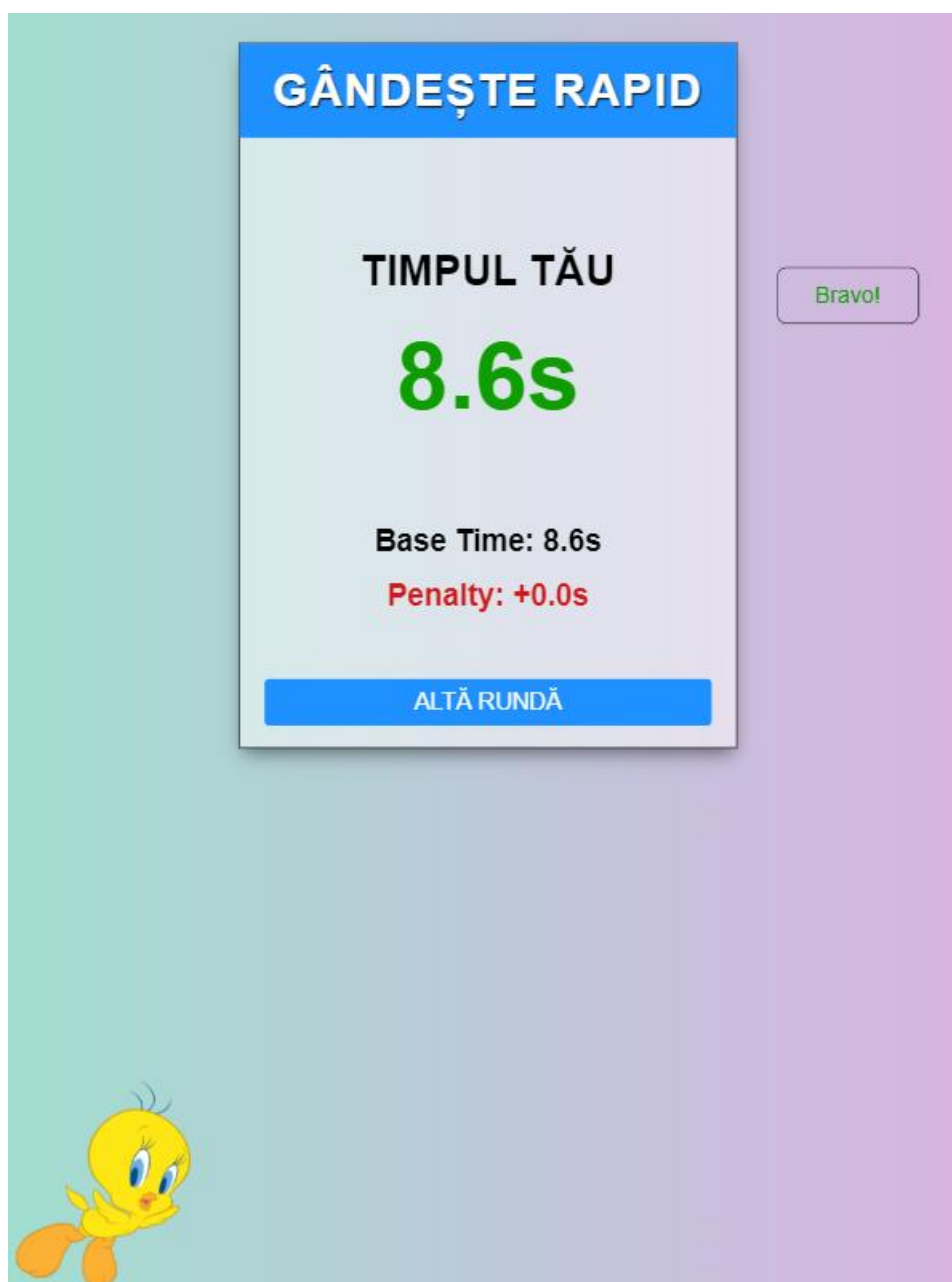 GÂNDEȘTE RAPID
TIMPUL TĂU
Bravo!
8.6s
Base Time: 8.6s
Penalty: +0.0s
ALTĂ RUNDĂ